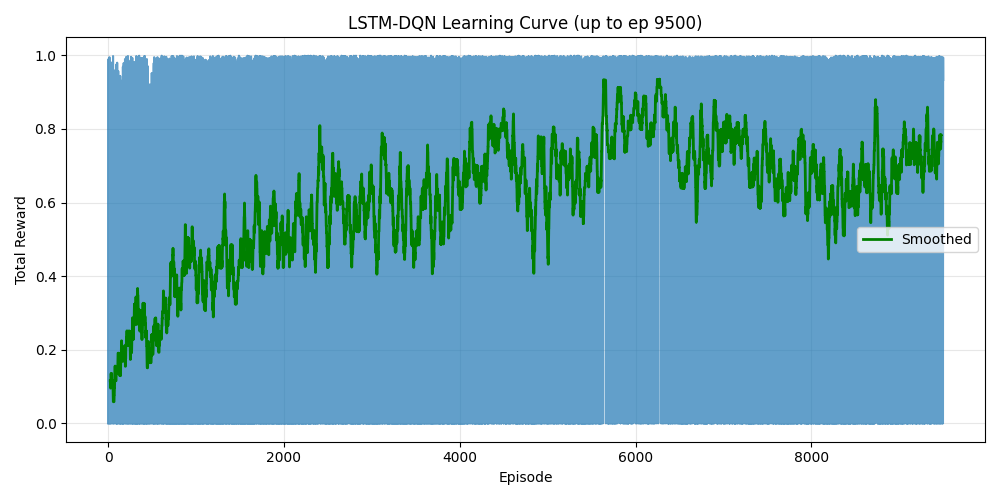 LSTM-DQN Learning Curve (up to ep 9500)
1.0
0.8
0.6
0.4
0.2
0.0
Total Reward
Smoothed
0 2000 4000 6000 8000
Episode